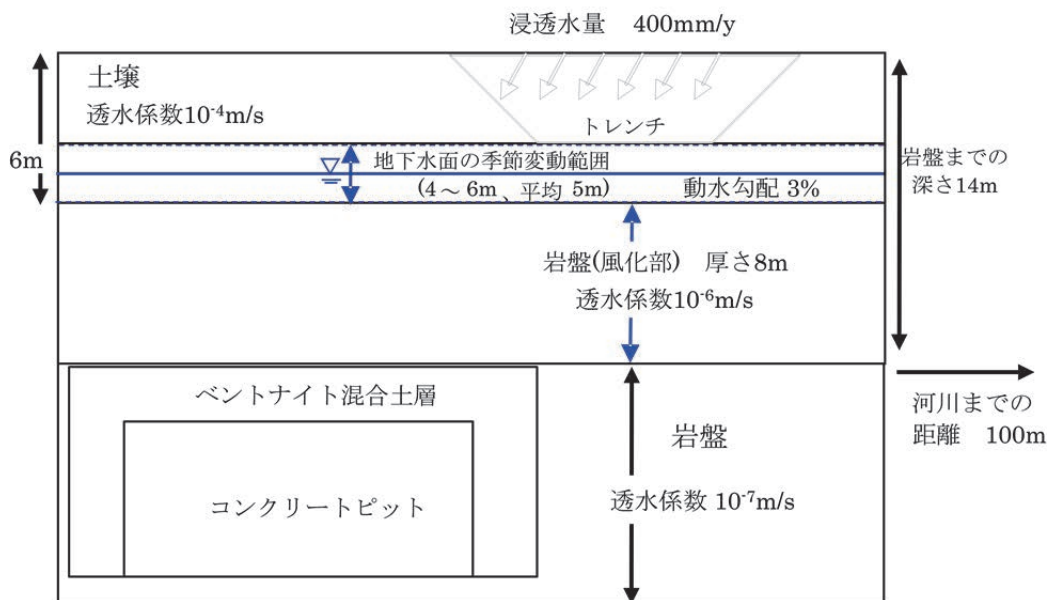 浸透水量　400mm/y
土壌
透水係数10⁻⁴m/s
トレンチ
6m
地下水面の季節変動範囲
(4～6m、平均 5m)
動水勾配 3%
岩盤までの
深さ14m
岩盤(風化部)　厚さ8m
透水係数10⁻⁶m/s
ベントナイト混合土層
コンクリートピット
岩盤
透水係数 10⁻⁷m/s
河川までの
距離　100m